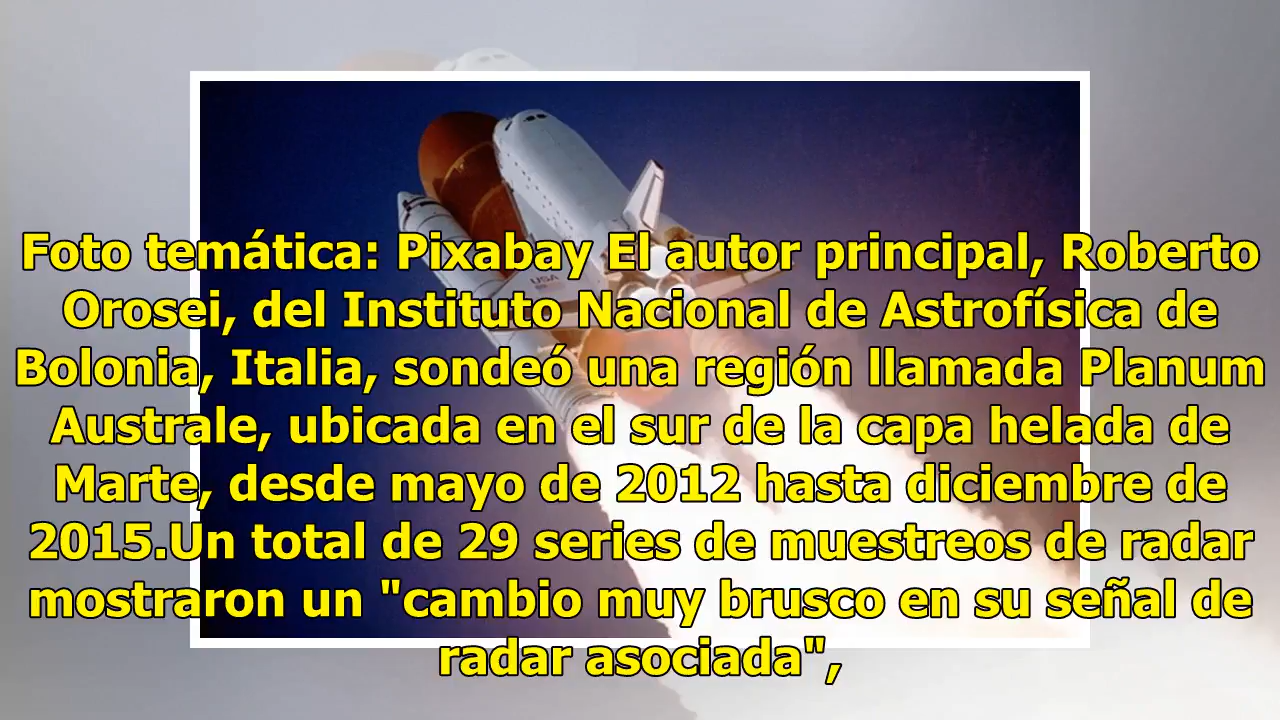 Foto temática: Pixabay El autor principal, Roberto
Orosei, del Instituto Nacional de Astrofísica de
Bolonia, Italia, sondeó una región llamada Planum
Australe, ubicada en el sur de la capa helada de
Marte, desde mayo de 2012 hasta diciembre de
2015.Un total de 29 series de muestreos de radar
mostraron un "cambio muy brusco en su señal de
radar asociada",
USA